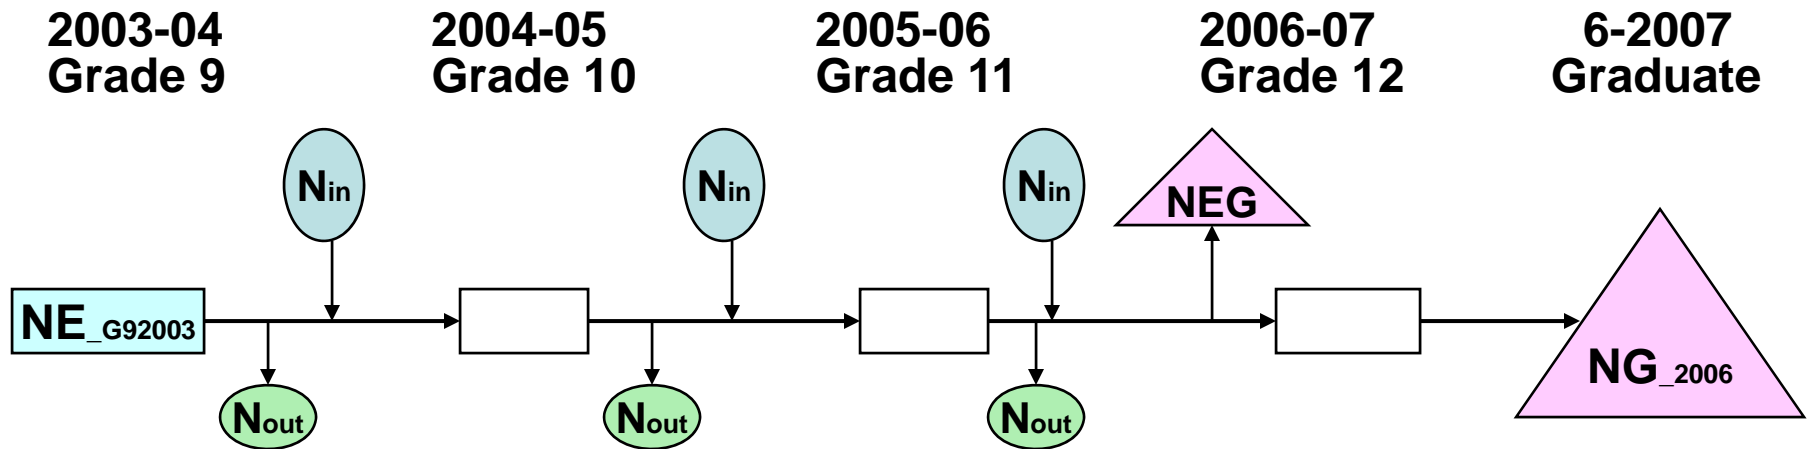 2003-04
Grade 9
2004-05
Grade 10
2005-06
Grade 11
2006-07
Grade 12
6-2007
Graduate
Nin
Nin
Nin
NEG
NE_G92003
NG_2006
Nout
Nout
Nout